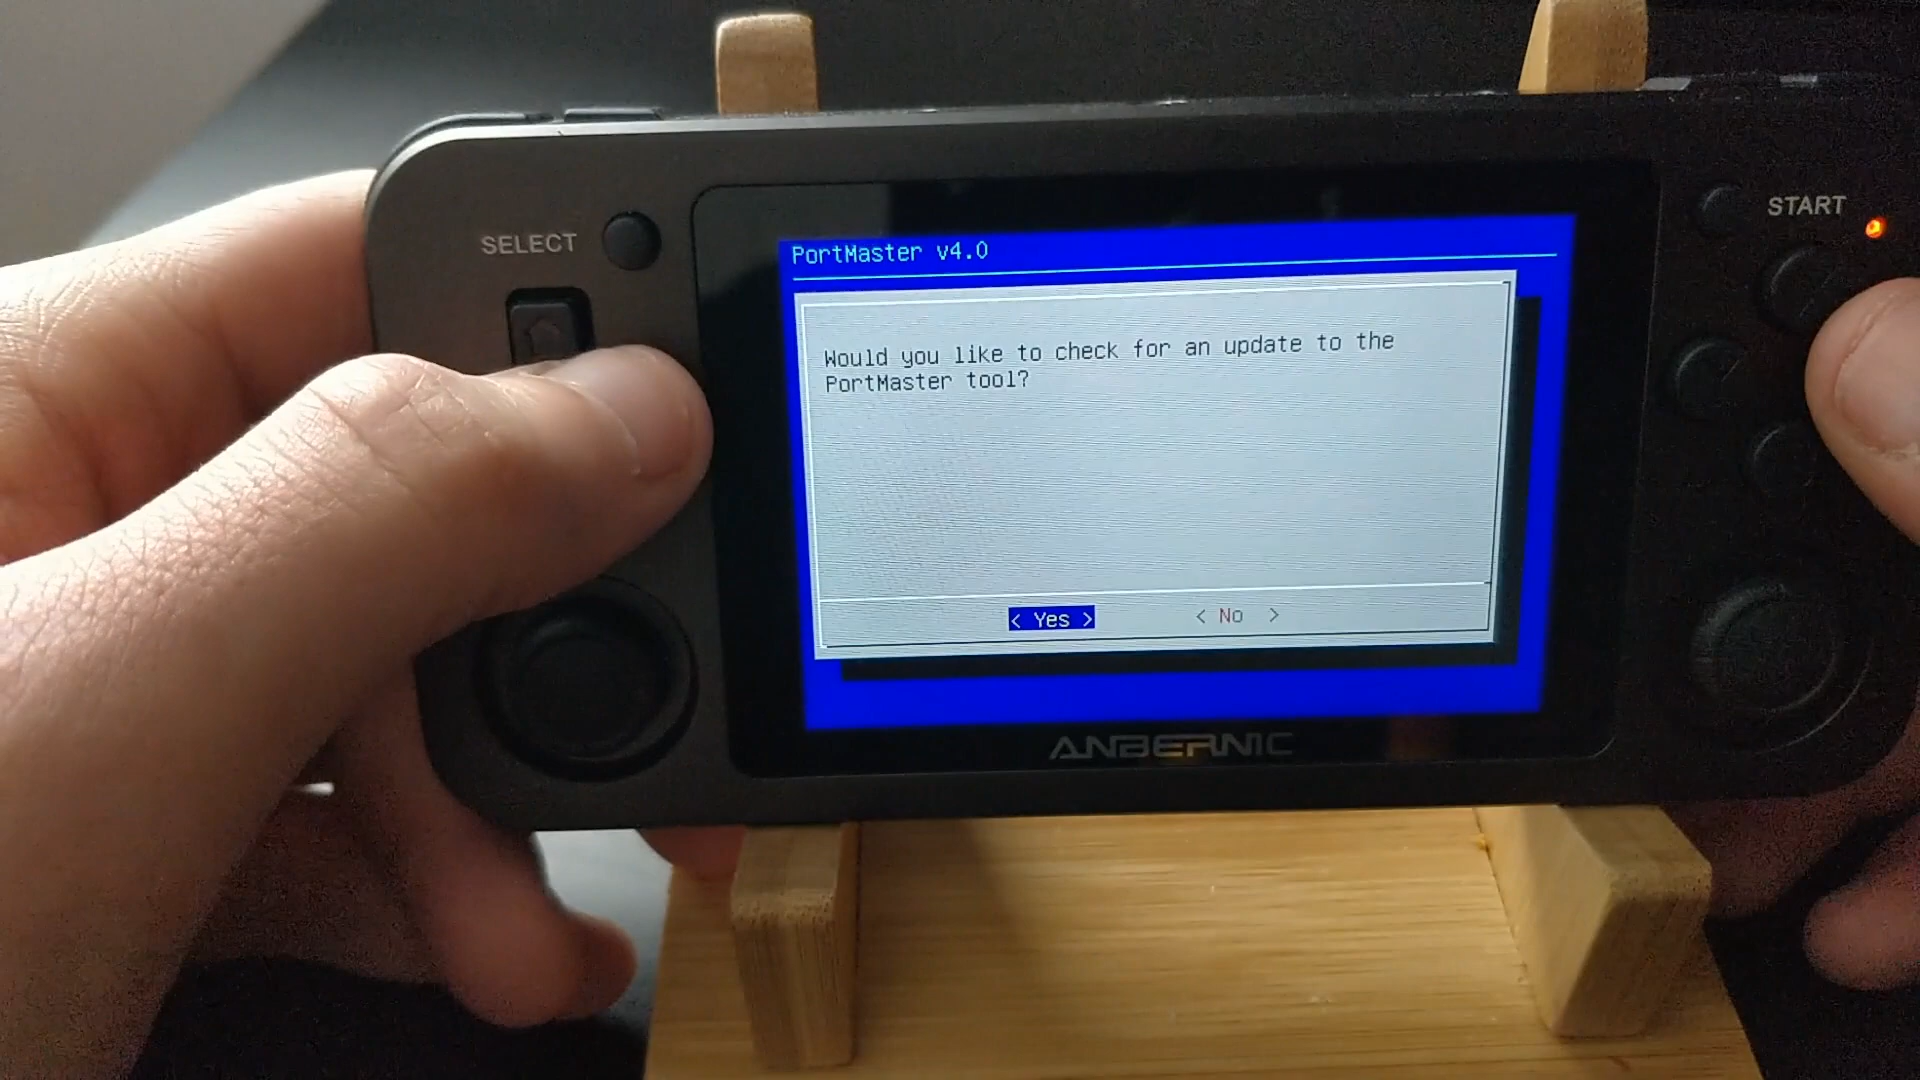 SELECT
START
PortMaster v4.0
Would you like to check for an update to the
PortMaster tool?
< Yes >
< No >
ANBERNIC